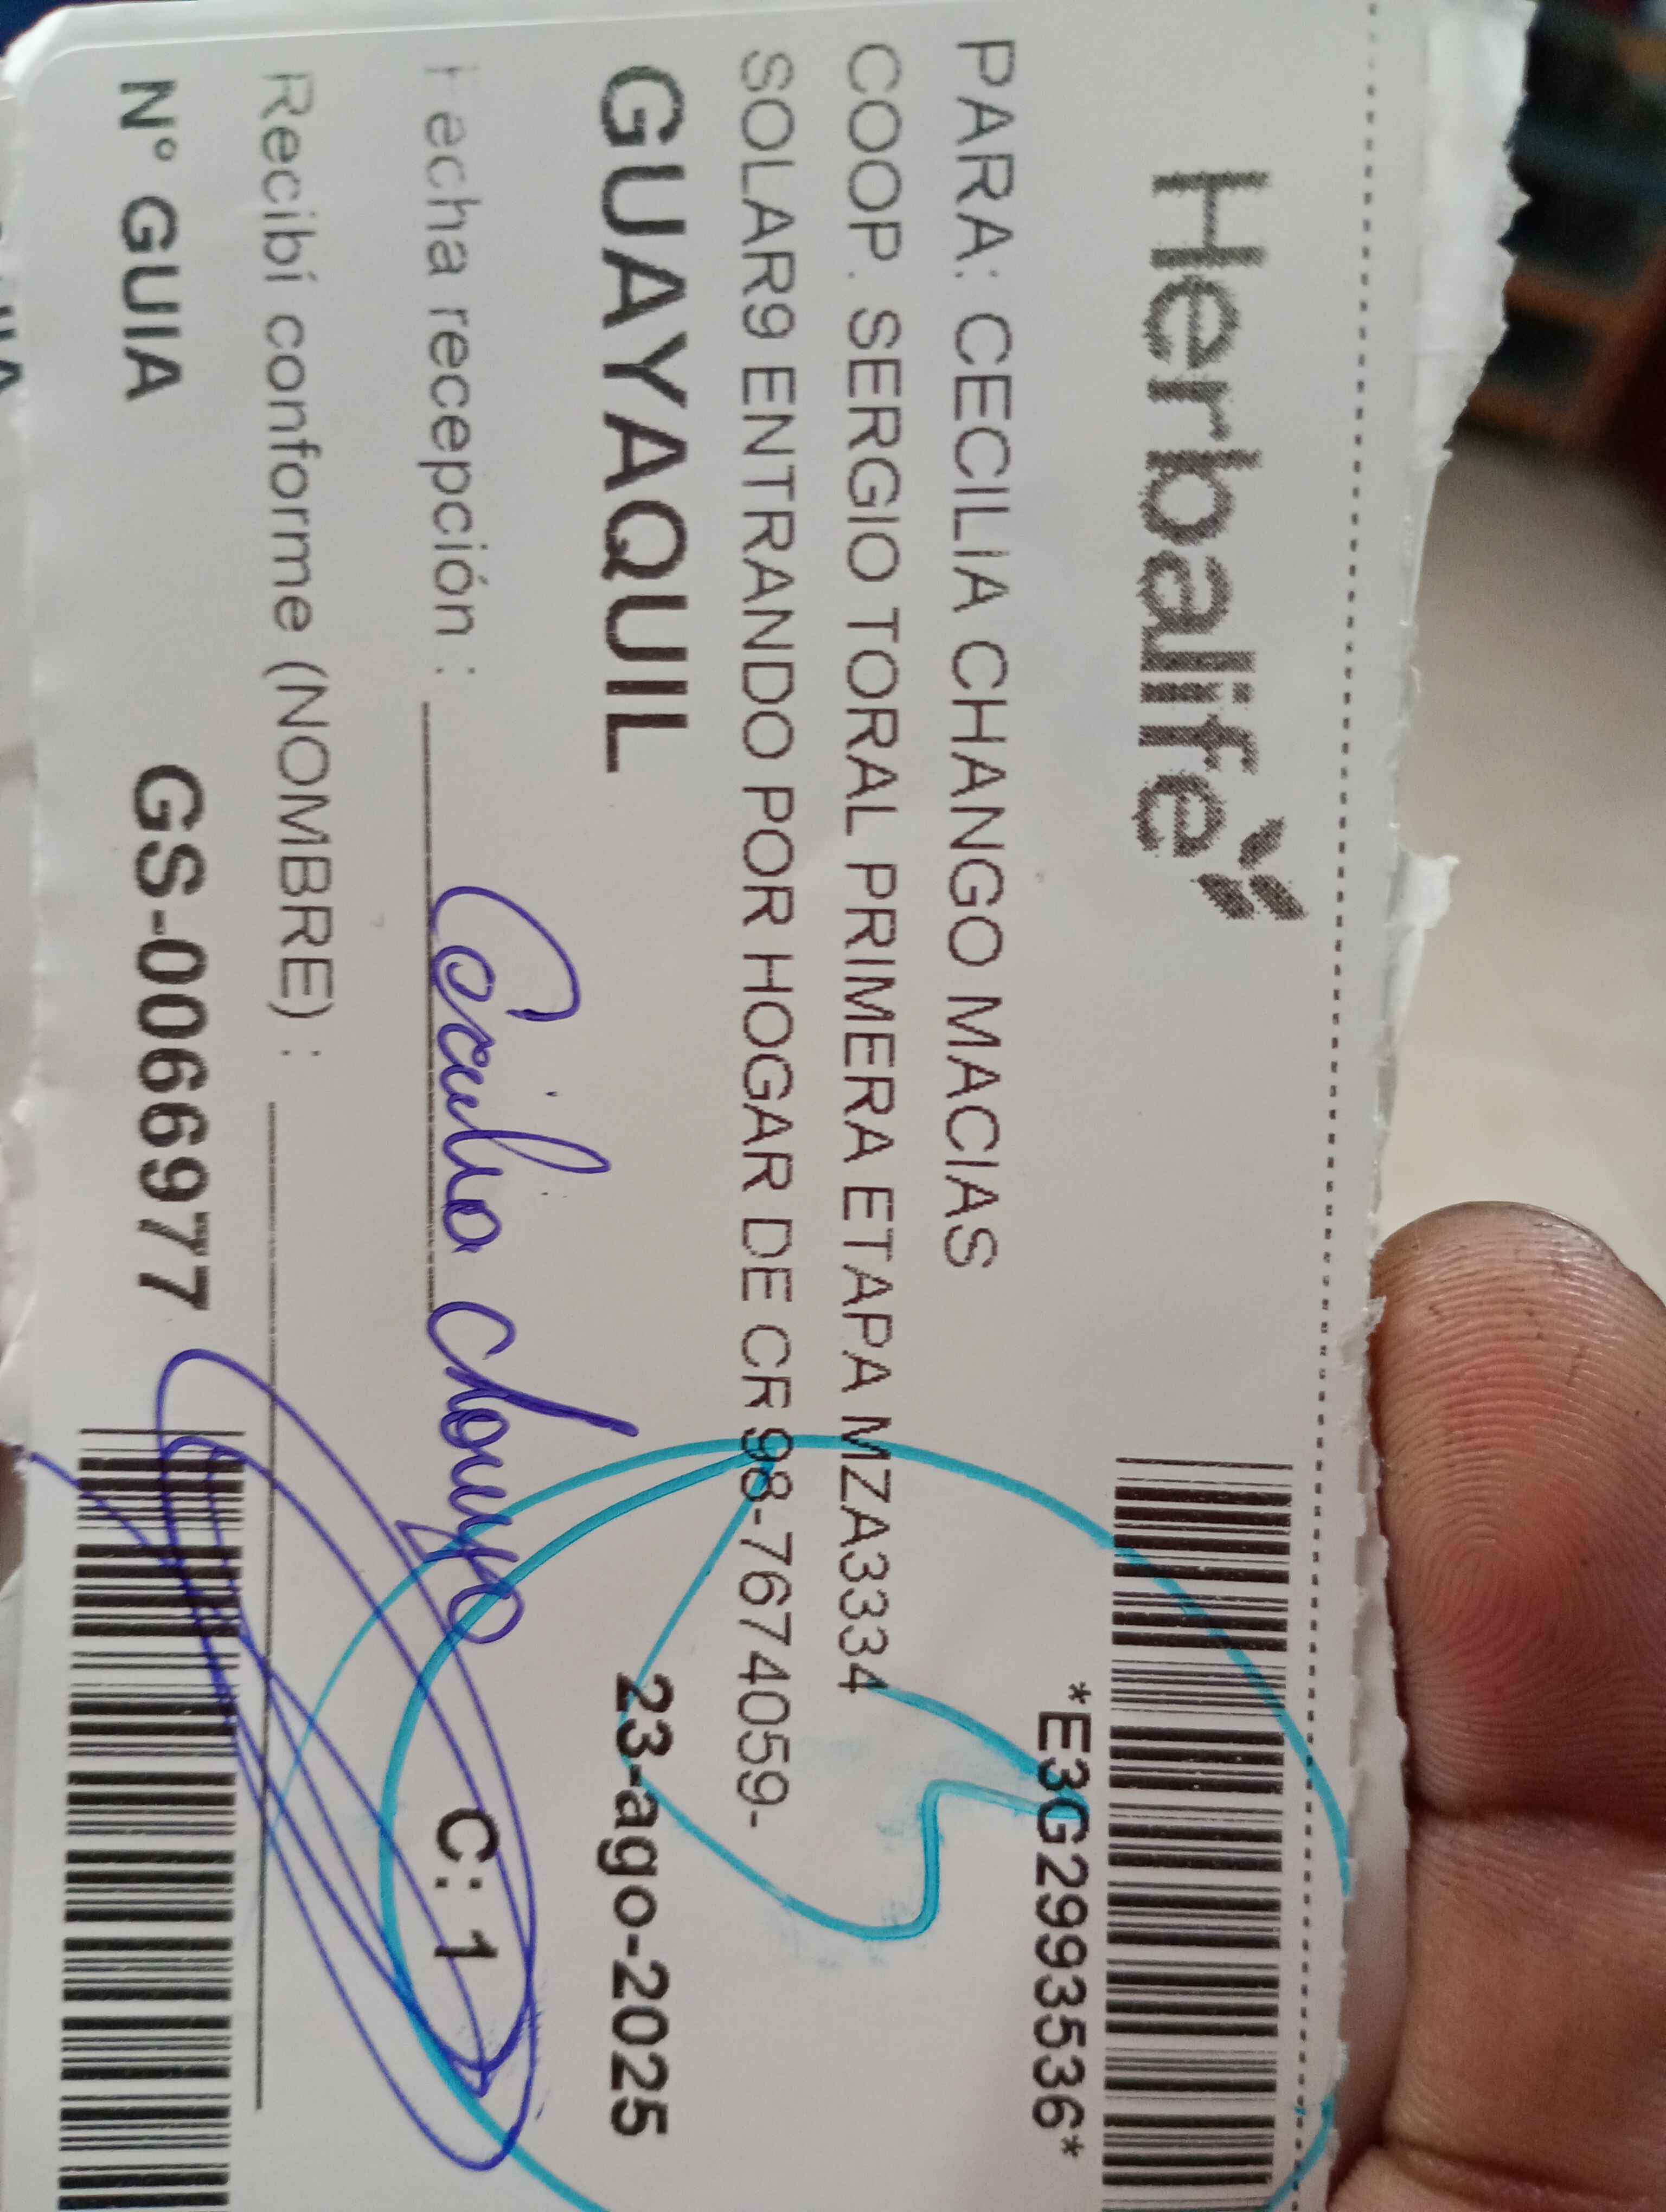 Herbalife
*E3G29993536*
PARA: CECILIA CHANGO MACIAS
COOP. SERGIO TORAL PRIMERA ETAPA MZA3334
SOLAR9 ENTRANDO POR HOGAR DE CR 98-7674059-
GUAYAQUIL 23-ago-2025
Fecha recepción : Cecilia Chango
C: 1
Recibí conforme (NOMBRE) :
N° GUIA GS-0066977